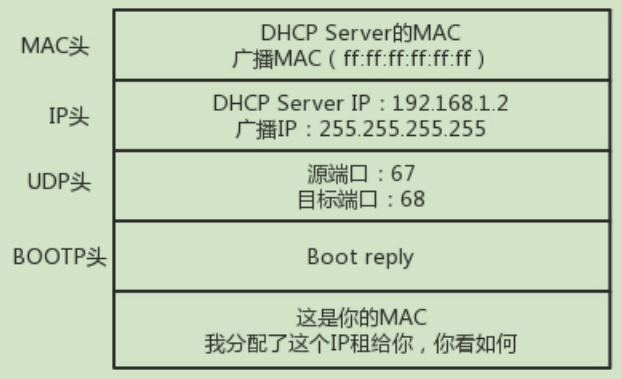 MAC头
DHCP Server的MAC
广播MAC（ff:ff:ff:ff:ff:ff）
IP头
DHCP Server IP：192.168.1.2
广播IP：255.255.255.255
UDP头
源端口：67
目标端口：68
BOOTP头
Boot reply
这是你的MAC
我分配了这个IP租给你，你看如何